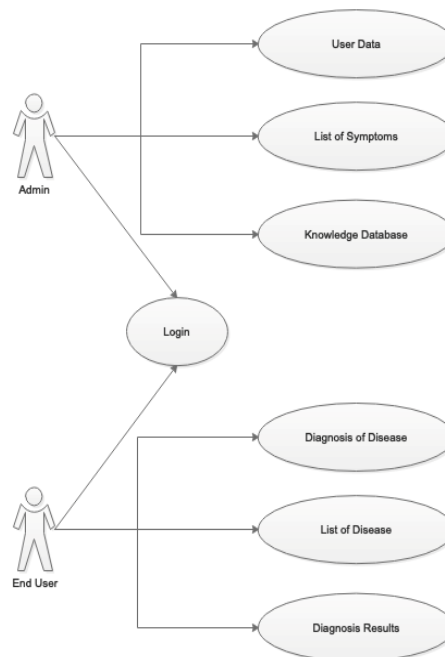 User Data
List of Symptoms
Admin
Knowledge Database
Login
Diagnosis of Disease
List of Disease
End User
Diagnosis Results